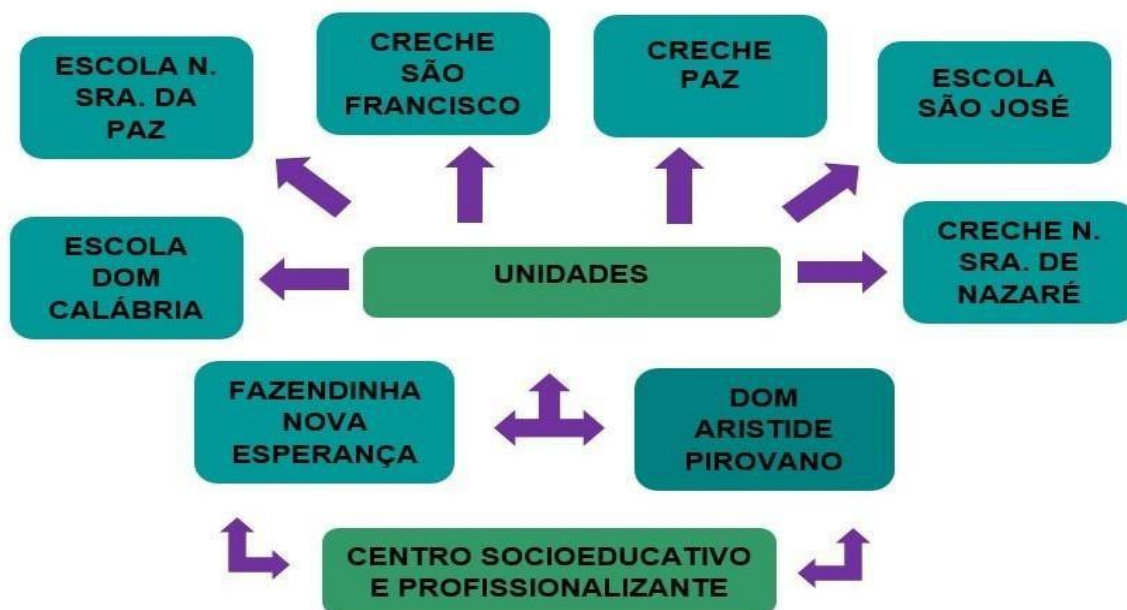 ESCOLA N.
SRA. DA
PAZ
CRECHE
SÃO
FRANCISCO
CRECHE
PAZ
ESCOLA
SÃO JOSÉ
ESCOLA
DOM
CALÁBRIA
UNIDADES
CRECHE N.
SRA. DE
NAZARÉ
FAZENDINHA
NOVA
ESPERANÇA
DOM
ARISTIDE
PIROVANO
CENTRO SOCIOEDUCATIVO
E PROFISSIONALIZANTE